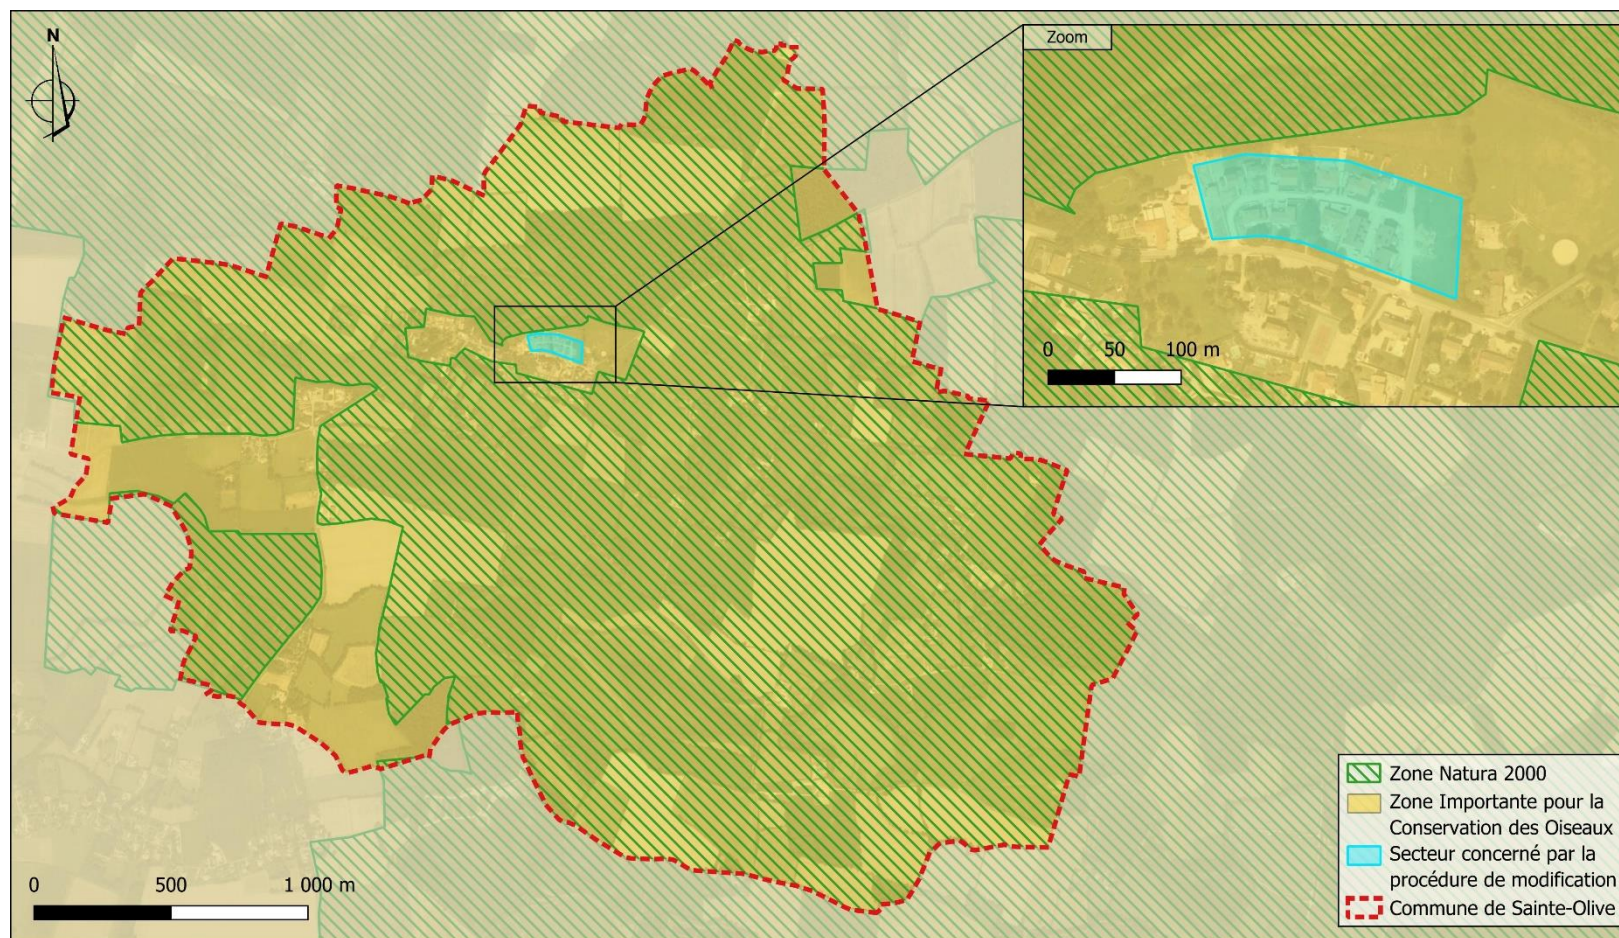 N
Zoom
0 50 100 m
Zone Natura 2000
Zone Importante pour la
Conservation des Oiseaux
Secteur concerné par la
procédure de modification
Commune de Sainte-Olive
0 500 1 000 m